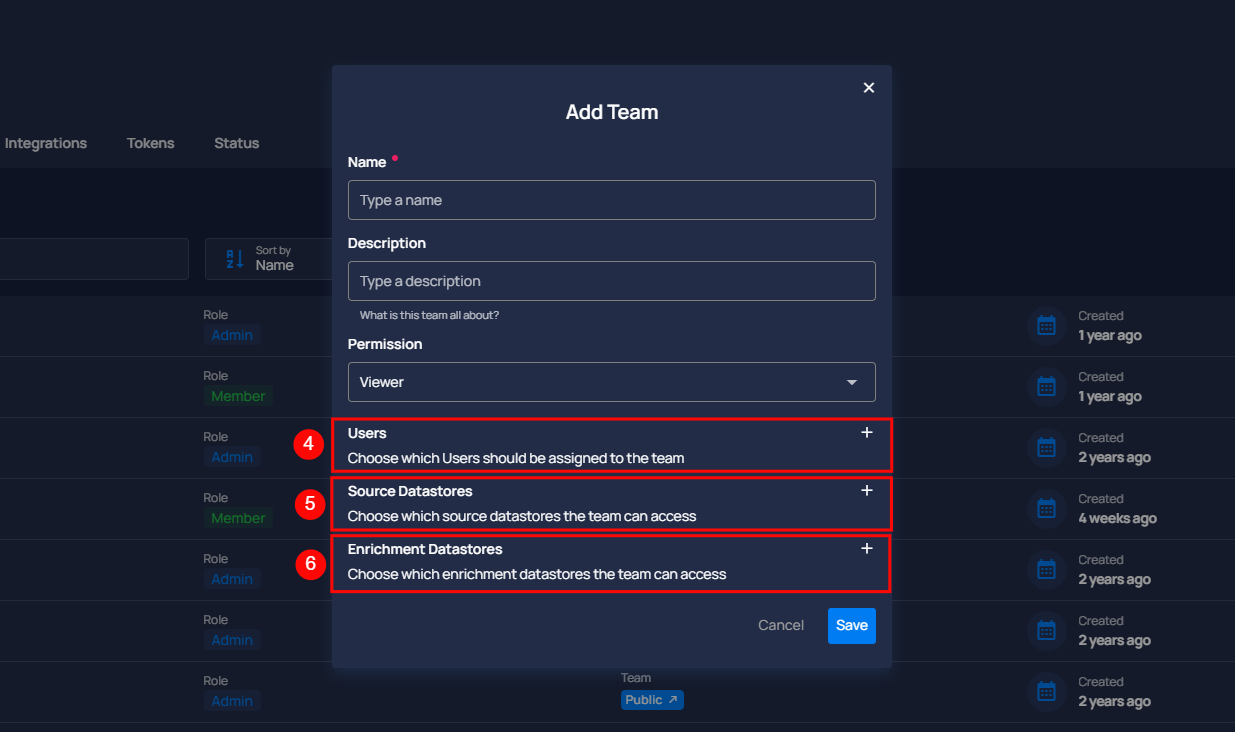 Add Team
Integrations Tokens Status
Name
Type a name
Sort by
Name
Description
Type a description
What is this team all about?
Permission
Viewer
Users
Choose which Users should be assigned to the team
Source Datastores
Choose which source datastores the team can access
Enrichment Datastores
Choose which enrichment datastores the team can access
Cancel Save
4
5
6
Role
Admin
Role
Member
Role
Admin
Role
Member
Role
Admin
Role
Admin
Role
Admin
Team
Public
Created
1 year ago
Created
1 year ago
Created
2 years ago
Created
4 weeks ago
Created
2 years ago
Created
2 years ago
Created
2 years ago